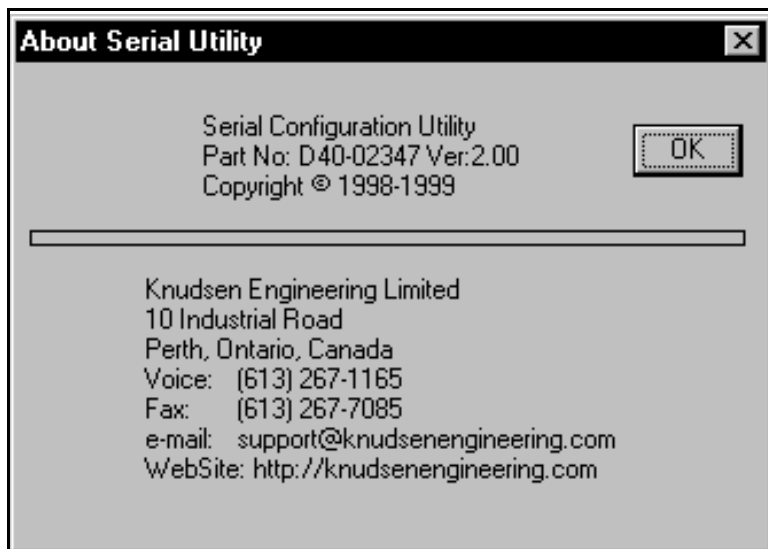 About Serial Utility
Serial Configuration Utility
Part No: D40-02347 Ver:2.00
Copyright © 1998-1999
OK
Knudsen Engineering Limited
10 Industrial Road
Perth, Ontario, Canada
Voice: (613) 267-1165
Fax: (613) 267-7085
e-mail: support@knudsenengineering.com
WebSite: http://knudsenengineering.com